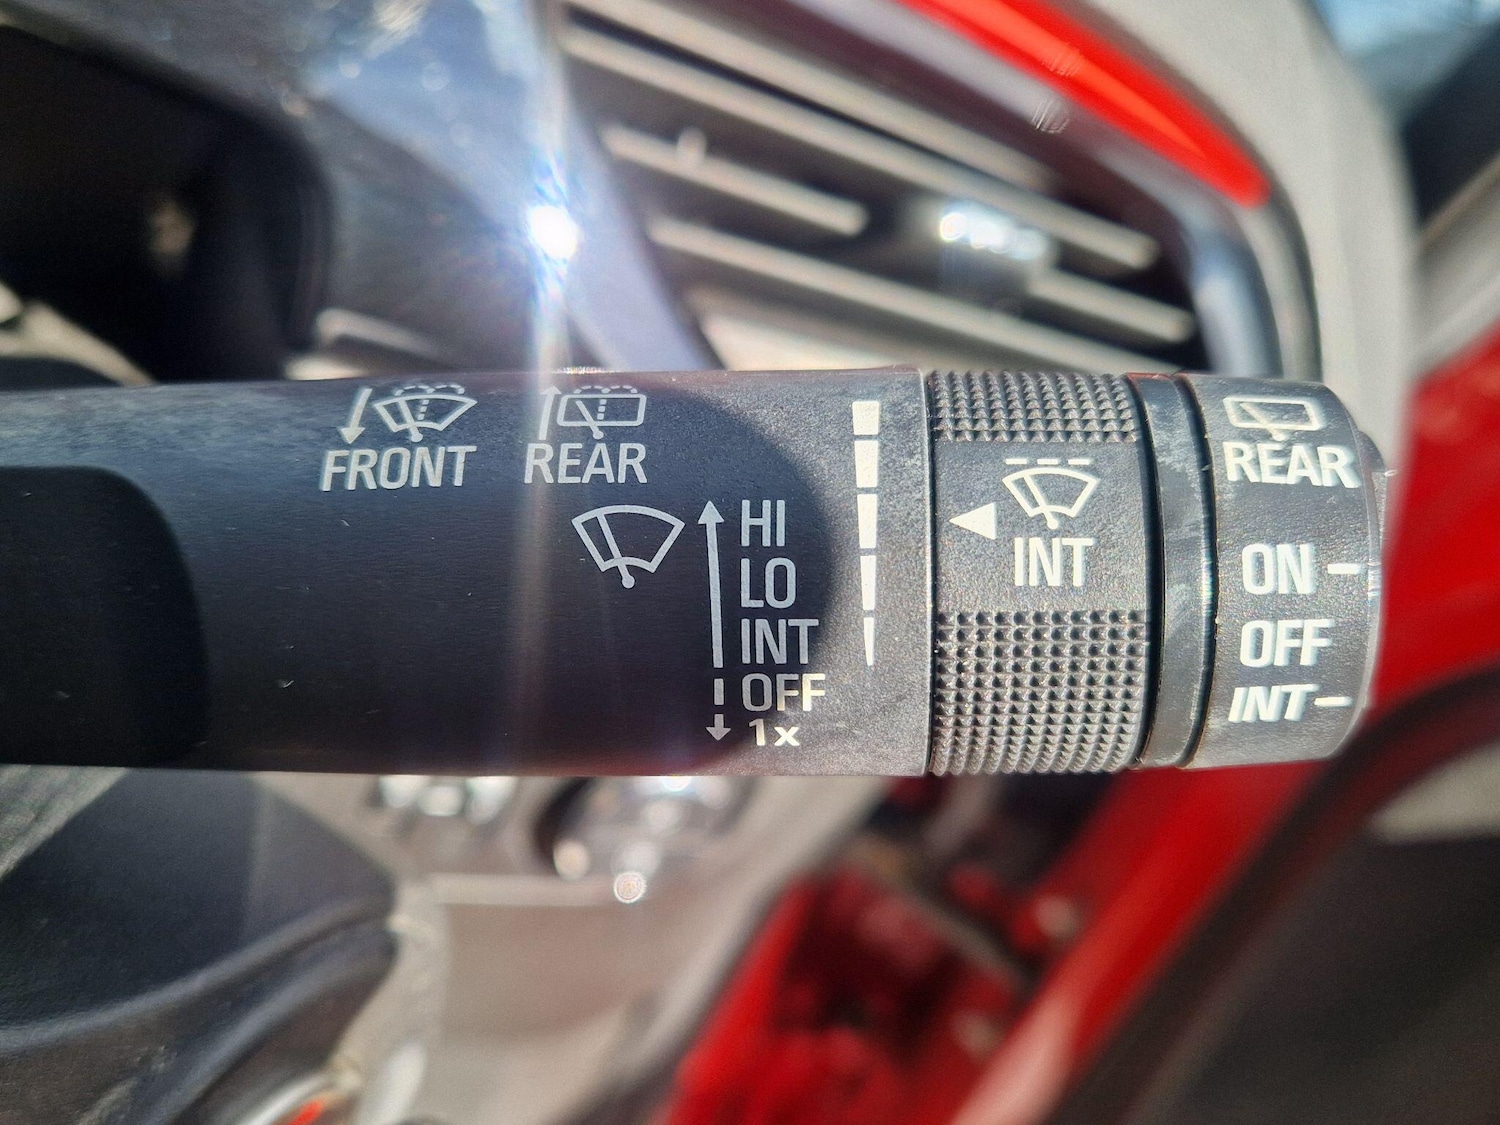 FRONT
REAR
HI
LO
INT
OFF
1x
INT
REAR
ON
OFF
INT